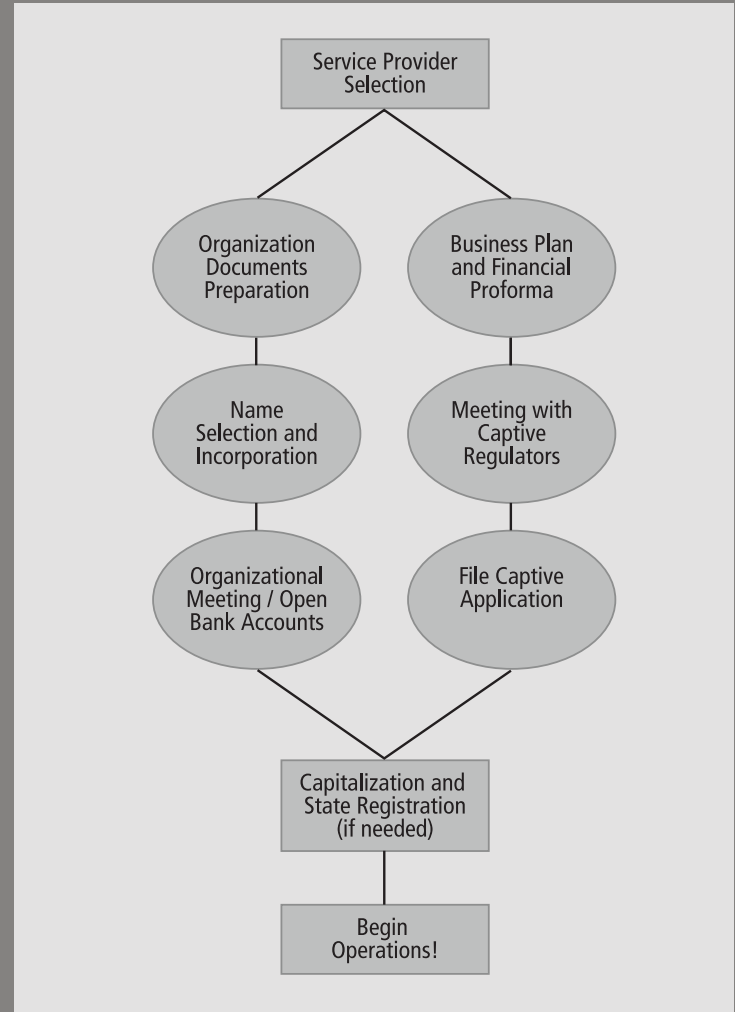 Service Provider
Selection
Organization
Documents
Preparation
Business Plan
and Financial
Proforma
Name
Selection and
Incorporation
Meeting with
Captive
Regulators
Organizational
Meeting / Open
Bank Accounts
File Captive
Application
Capitalization and
State Registration
(if needed)
Begin
Operations!